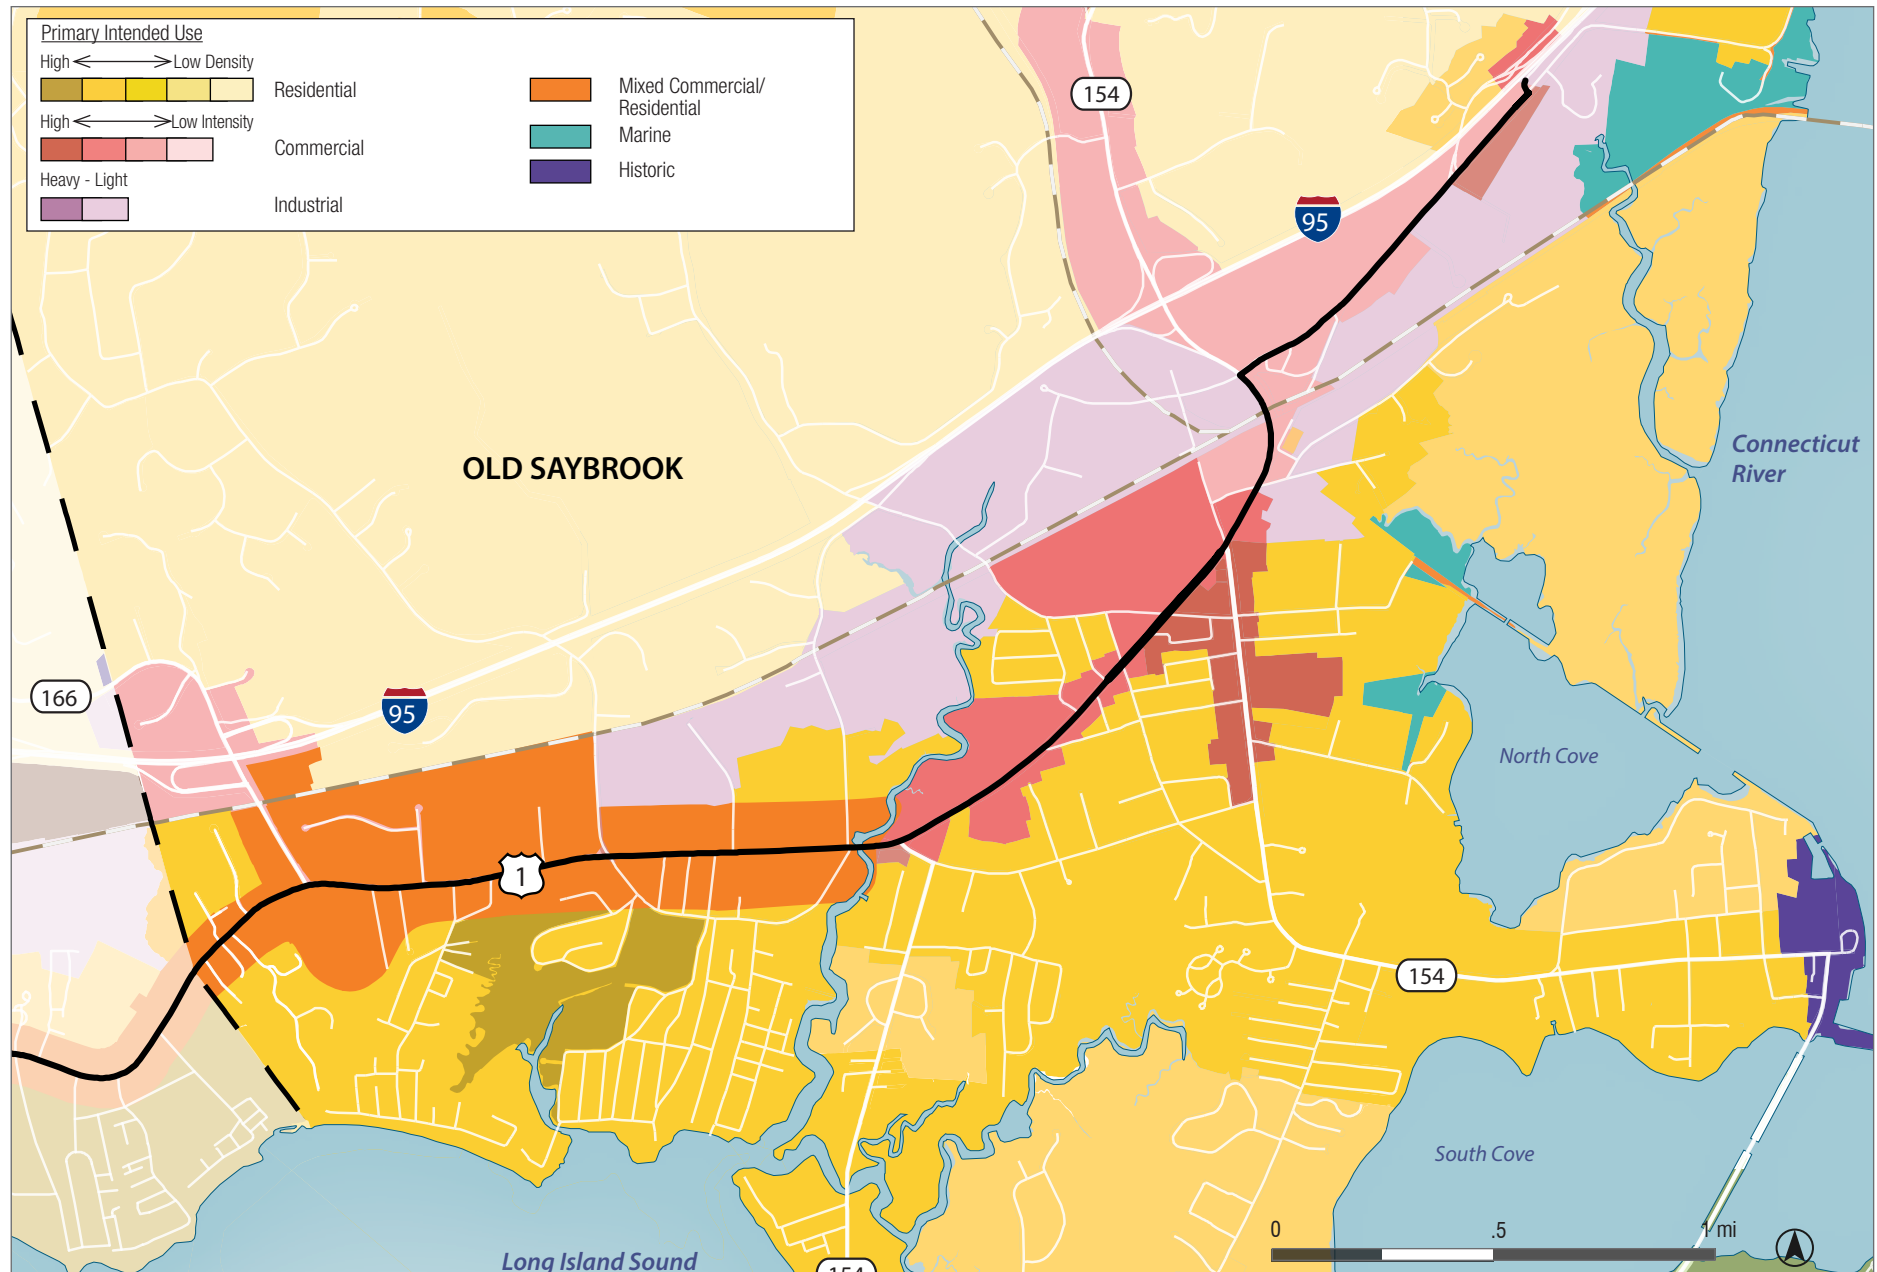 Primary Intended Use
High Low Density
Residential
High Low Intensity
Commercial
Heavy - Light
Industrial
Mixed Commercial/
Residential
Marine
Historic
154
95
OLD SAYBROOK
Connecticut
River
166
95
North Cove
1
154
South Cove
0 .5 1 mi
Long Island Sound
154